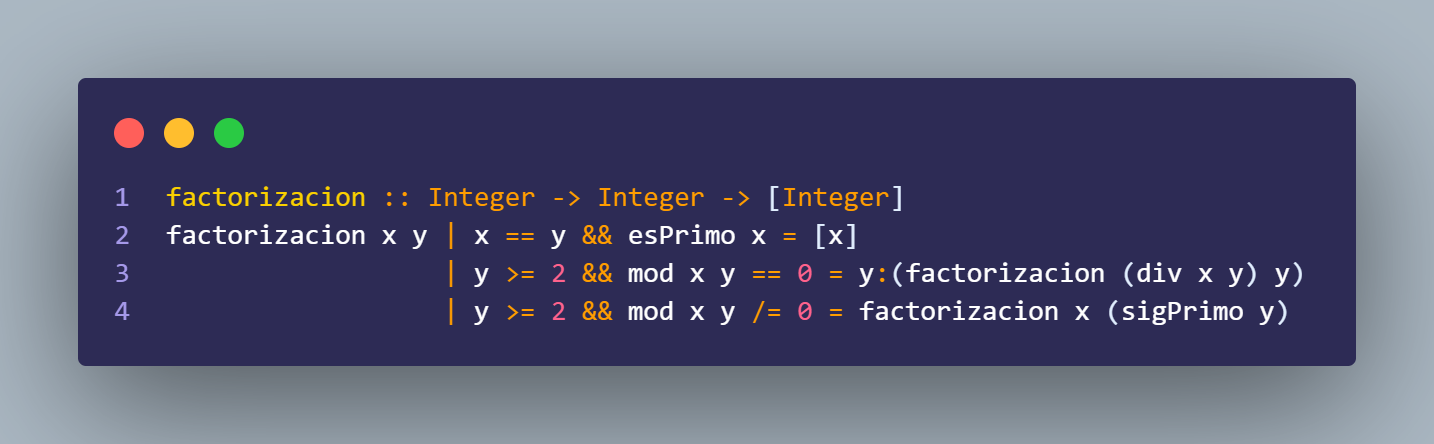 1 factorizacion :: Integer -> Integer -> [Integer]
2 factorizacion x y | x == y && esPrimo x = [x]
3 | y >= 2 && mod x y == 0 = y:(factorizacion (div x y) y)
4 | y >= 2 && mod x y /= 0 = factorizacion x (sigPrimo y)